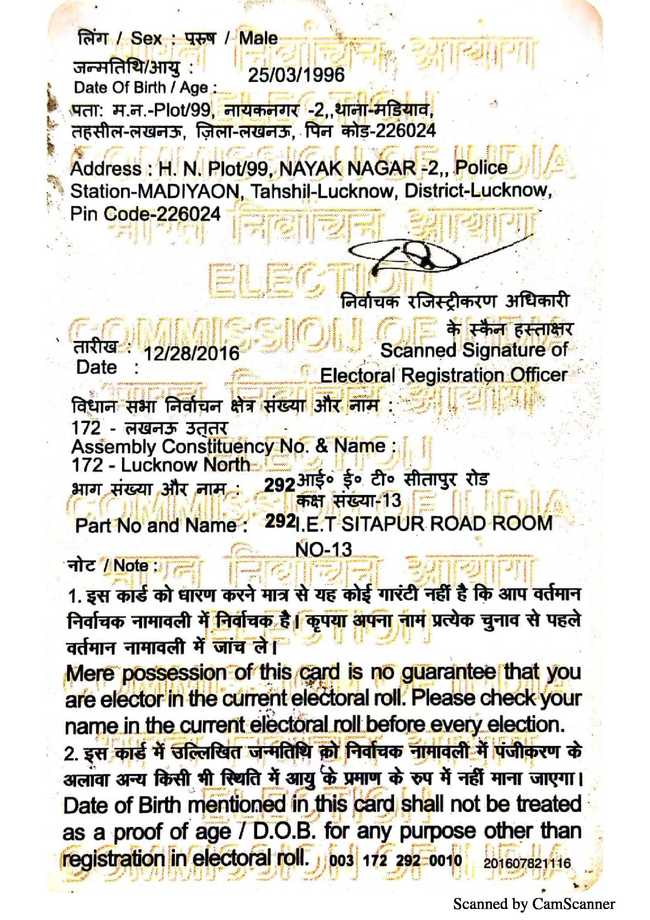 लिंग / Sex : पुरुष / Male
जन्मतिथि/आयु :
Date Of Birth / Age : 25/03/1996
पता: म.न.-Plot/99, नायकनगर -2,,थाना-मडियाव,
तहसील-लखनऊ, ज़िला-लखनऊ, पिन कोड-226024
Address : H. N. Plot/99, NAYAK NAGAR -2,, Police
Station-MADIYAON, Tahshil-Lucknow, District-Lucknow,
Pin Code-226024
निर्वाचक रजिस्ट्रीकरण अधिकारी
के स्कैन हस्ताक्षर
तारीख : 12/28/2016
Date :
Scanned Signature of
Electoral Registration Officer
विधान सभा निर्वाचन क्षेत्र संख्या और नाम :
172 - लखनऊ उत्तर
Assembly Constituency No. & Name :
172 - Lucknow North
भाग संख्या और नाम : 292 आई० ई० टी० सीतापुर रोड
कक्ष संख्या-13
Part No and Name : 292 I.E.T SITAPUR ROAD ROOM
NO-13
नोट / Note :
1. इस कार्ड को धारण करने मात्र से यह कोई गारंटी नहीं है कि आप वर्तमान
निर्वाचक नामावली में निर्वाचक है। कृपया अपना नाम प्रत्येक चुनाव से पहले
वर्तमान नामावली में जांच ले।
Mere possession of this card is no guarantee that you
are elector in the current electoral roll. Please check your
name in the current electoral roll before every election.
2. इस कार्ड में उल्लिखित जन्मतिथि को निर्वाचक नामावली में पंजीकरण के
अलावा अन्य किसी भी स्थिति में आयु के प्रमाण के रुप में नहीं माना जाएगा।
Date of Birth mentioned in this card shall not be treated
as a proof of age / D.O.B. for any purpose other than
registration in electoral roll. 003 172 292 0010 201607821116
भारत निर्वाचन आयोग
ELECTION
COMMISSION OF INDIA
Scanned by CamScanner